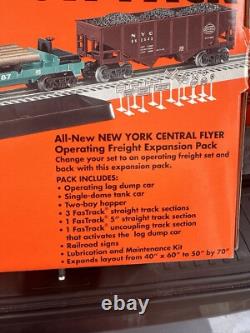 87
N Y C
All-New NEW YORK CENTRAL FLYER
Operating Freight Expansion Pack
Change your set to an operating freight set and
back with this expansion pack.
PACK INCLUDES:
• Operating log dump car
• Single-dome tank car
• Two-bay hopper
• 3 FasTrack® straight track sections
• 1 FasTrack® 5" straight track section
• 1 FasTrack® uncoupling track section
that activates the log dump car
• Railroad signs
• Lubrication and Maintenance Kit
• Expands layout from 40" x 60" to 50" by 70"